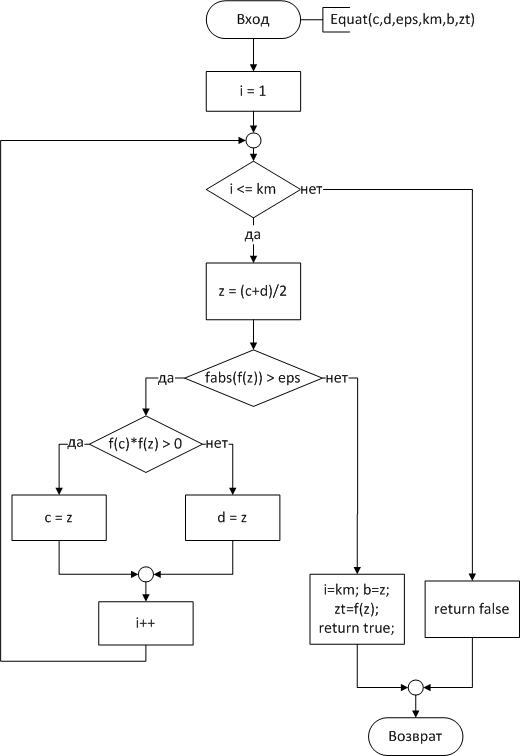 Вход
Equat(c,d,eps,km,b,zt)
i = 1
i <= km
нет
да
z = (c+d)/2
fabs(f(z)) > eps
да
нет
f(c)*f(z) > 0
да
нет
c = z
d = z
i=km; b=z;
zt=f(z);
return true;
return false
i++
Возврат